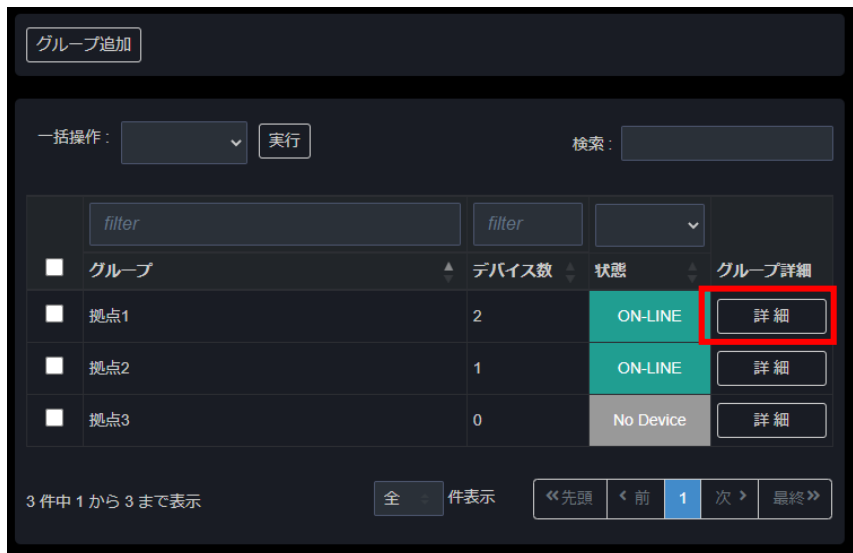 グループ追加
一括操作 : 実行 検索 :
filter filter
グループ デバイス数 状態 グループ詳細
拠点1 2 ON-LINE 詳 細
拠点2 1 ON-LINE 詳 細
拠点3 0 No Device 詳 細
3 件中 1 から 3 まで表示 全 件表示 «先頭 ‹ 前 1 次 › 最終»